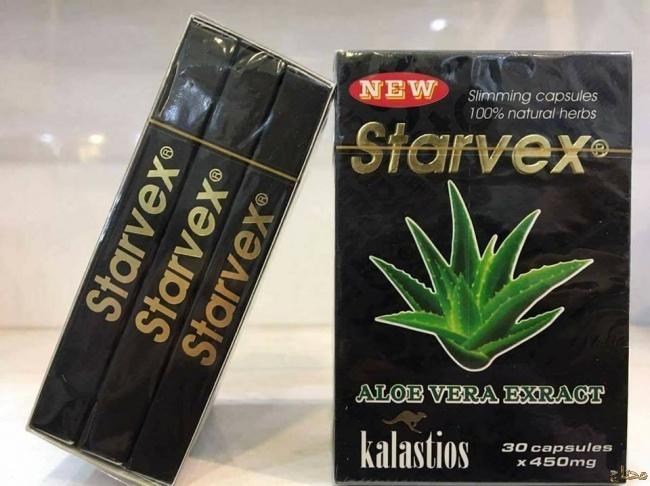 Starvex®
Starvex®
Starvex®
NEW
Slimming capsules
100% natural herbs
Starvex®
ALOE VERA EXRACT
kalastios
30 capsules
x 450mg